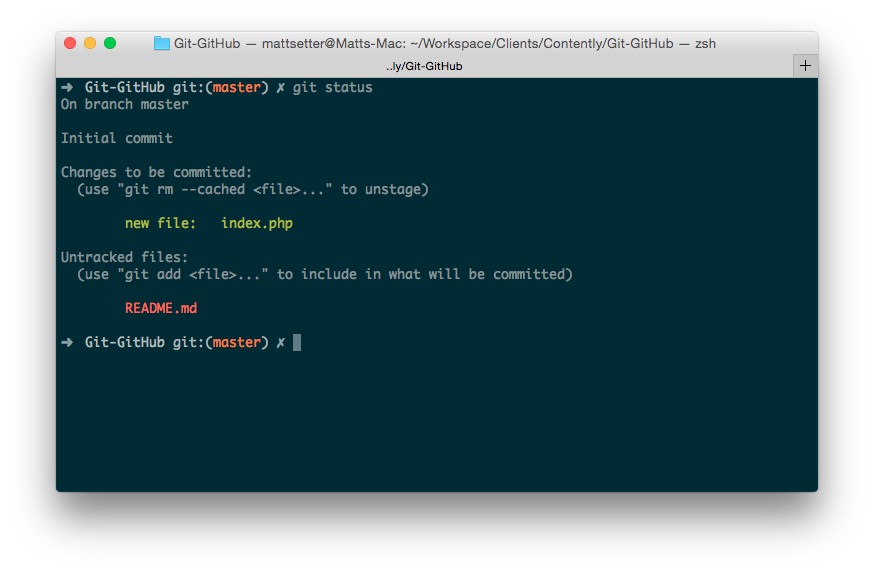 Git-GitHub — mattsetter@Matts-Mac: ~/Workspace/Clients/Contently/Git-GitHub — zsh
..ly/Git-GitHub
+
➜ Git-GitHub git:(master) ✗ git status
On branch master
Initial commit
Changes to be committed:
(use "git rm --cached <file>..." to unstage)
new file: index.php
Untracked files:
(use "git add <file>..." to include in what will be committed)
README.md
➜ Git-GitHub git:(master) ✗